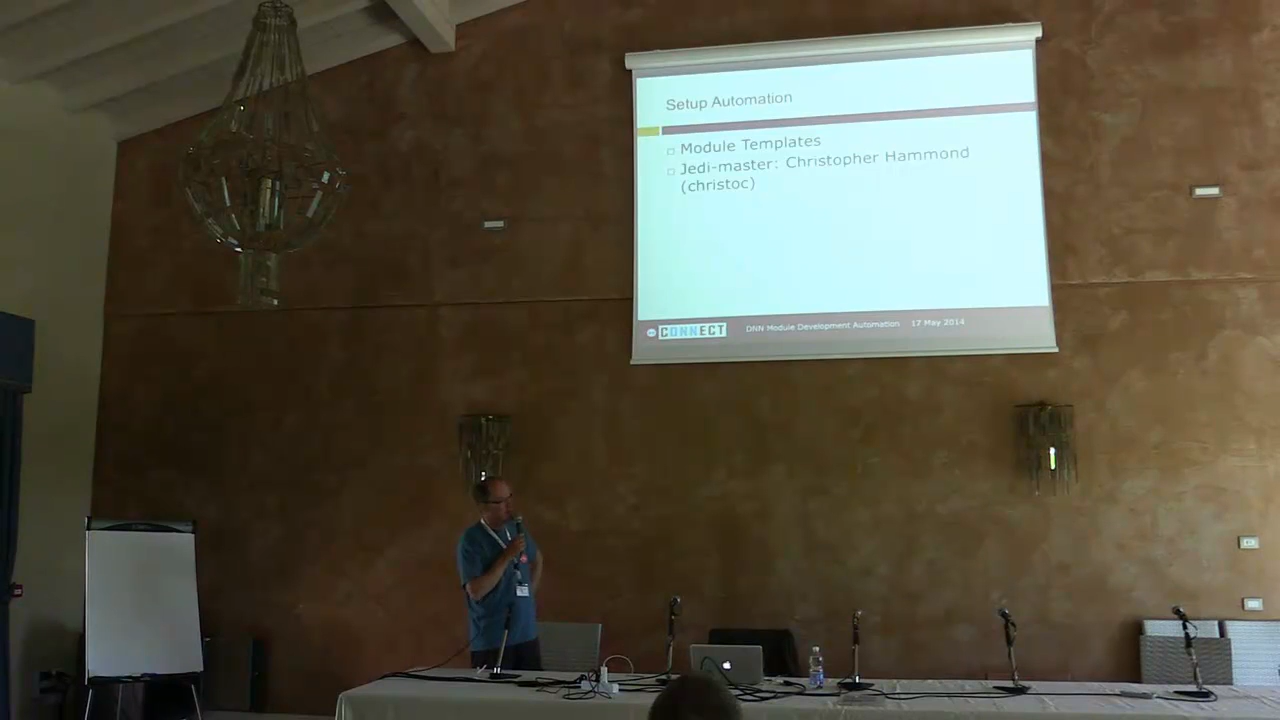 Setup Automation
Module Templates
Jedi-master: Christopher Hammond
(christoc)
CONNECT
DNN Module Development Automation 17 May 2014